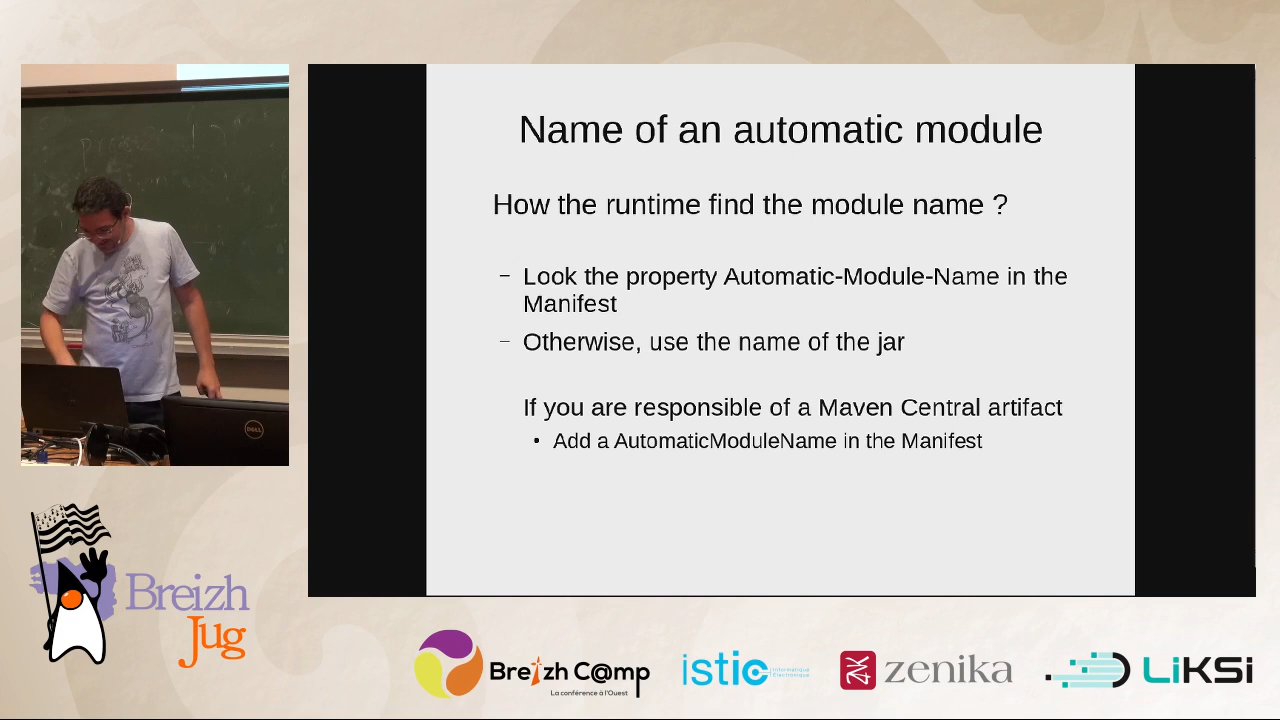 Name of an automatic module
How the runtime find the module name ?
– Look the property Automatic-Module-Name in the
Manifest
– Otherwise, use the name of the jar
If you are responsible of a Maven Central artifact
• Add a AutomaticModuleName in the Manifest
DELL
Breizh
Jug
Breizh C@mp
La conférence à l'Ouest
istic
Informatique
Électronique
zenika
LiKSi